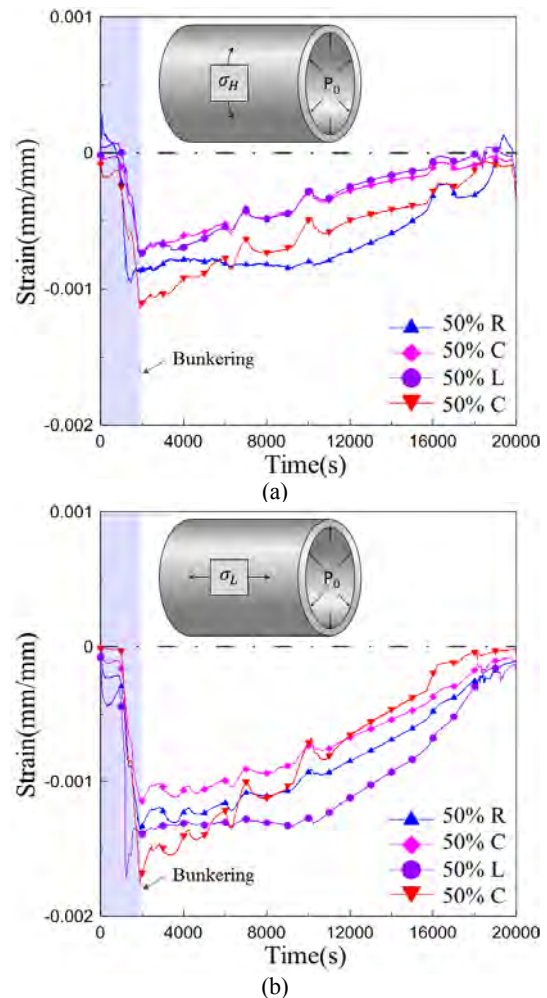 0.001
0
-0.001
-0.002
Strain(mm/mm)
σ_H
P₀
Bunkering
50% R
50% C
50% L
50% C
0 4000 8000 12000 16000 20000
Time(s)
(a)
0.001
0
-0.001
-0.002
Strain(mm/mm)
σ_L
P₀
Bunkering
50% R
50% C
50% L
50% C
0 4000 8000 12000 16000 20000
Time(s)
(b)